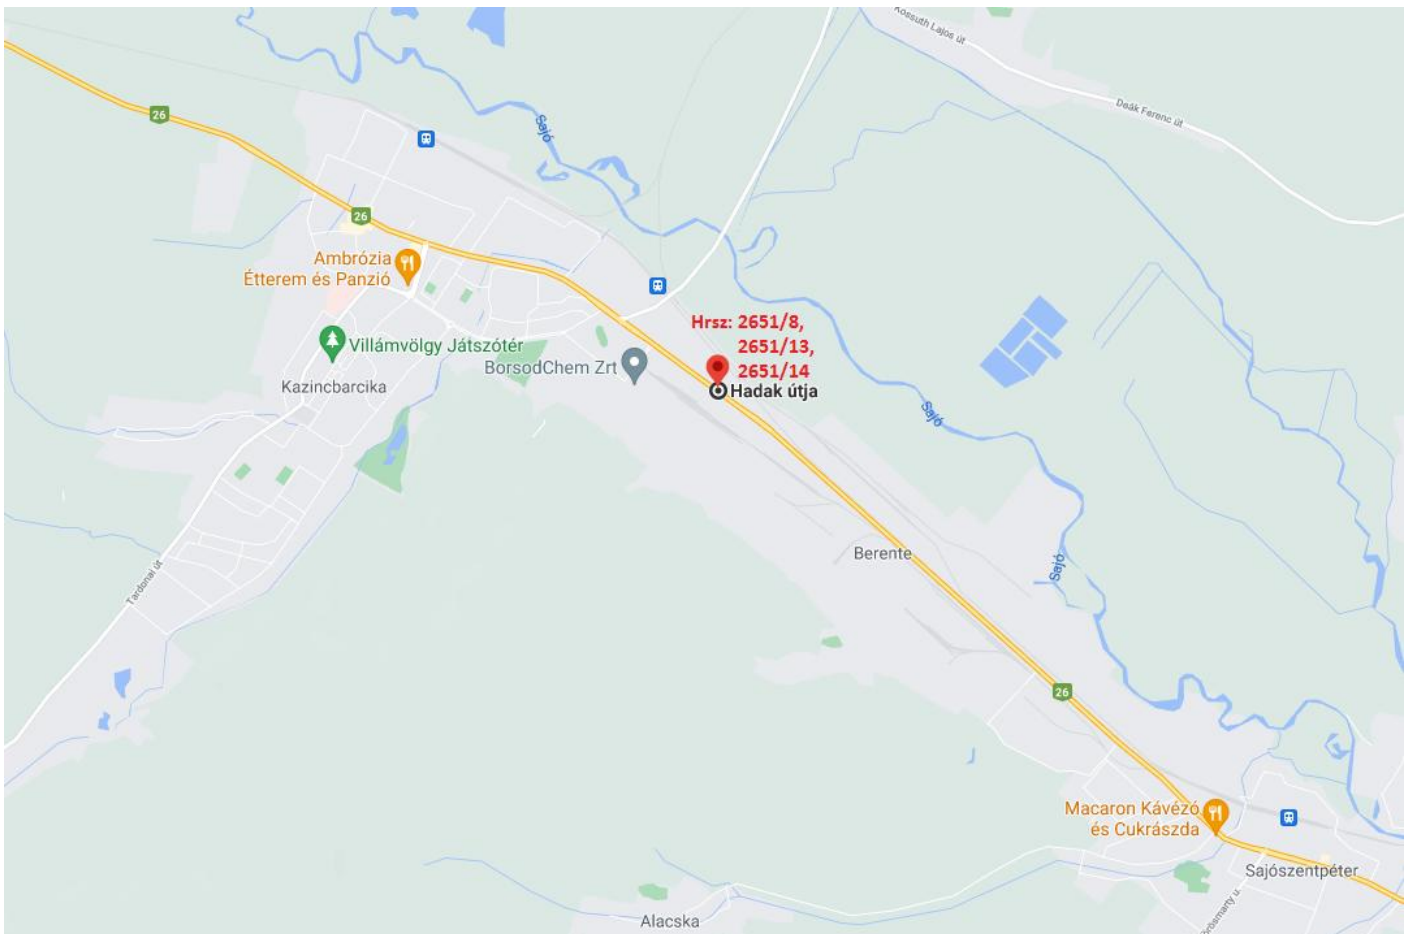 Kossuth Lajos út
Deák Ferenc út
26
Sajó
26
Ambrózia
Étterem és Panzió
Hrsz: 2651/8,
2651/13,
2651/14
Villámvölgy Játszótér
BorsodChem Zrt
Kazincbarcika
Hadak útja
Sajó
Berente
Sajó
Tardonai út
26
Macaron Kávézó
és Cukrászda
Sajószentpéter
Alacska